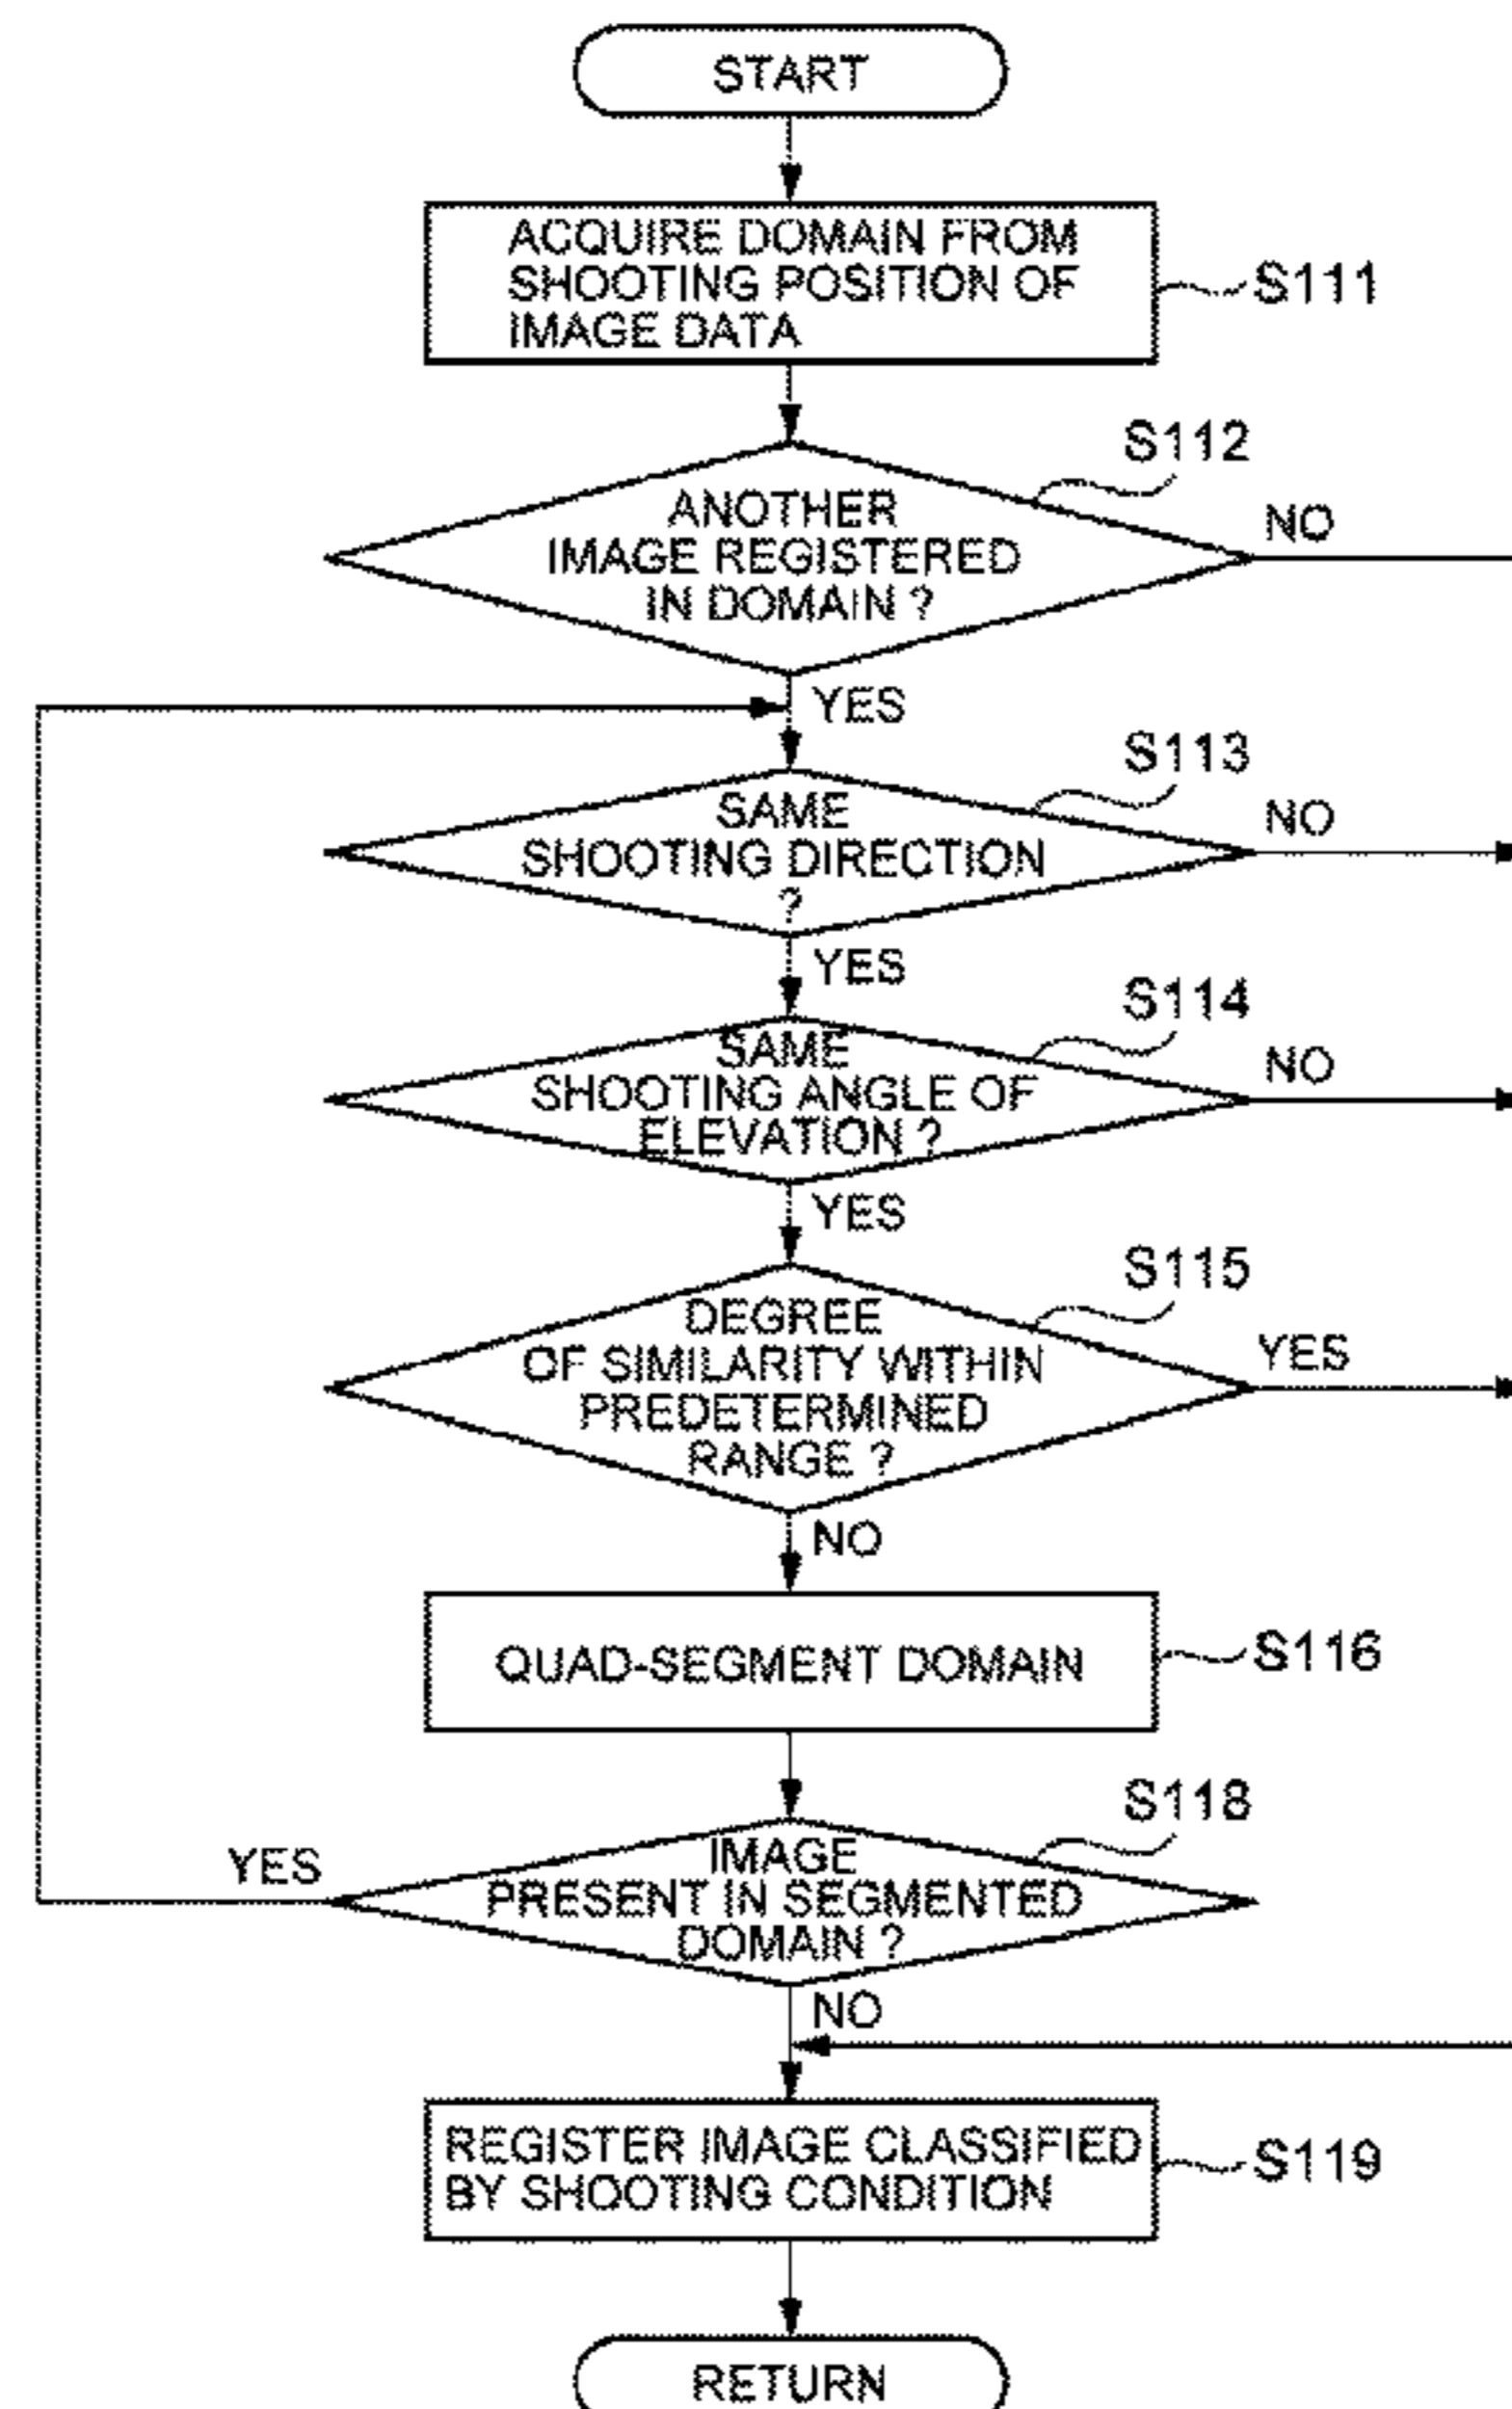 START
ACQUIRE DOMAIN FROM
SHOOTING POSITION OF
IMAGE DATA
S111
S112
ANOTHER
IMAGE REGISTERED
IN DOMAIN ?
NO
YES
S113
SAME
SHOOTING DIRECTION
?
NO
YES
S114
SAME
SHOOTING ANGLE OF
ELEVATION ?
NO
YES
S115
DEGREE
OF SIMILARITY WITHIN
PREDETERMINED
RANGE ?
YES
NO
QUAD-SEGMENT DOMAIN
S116
S118
IMAGE
PRESENT IN SEGMENTED
DOMAIN ?
YES
NO
REGISTER IMAGE CLASSIFIED
BY SHOOTING CONDITION
S119
RETURN